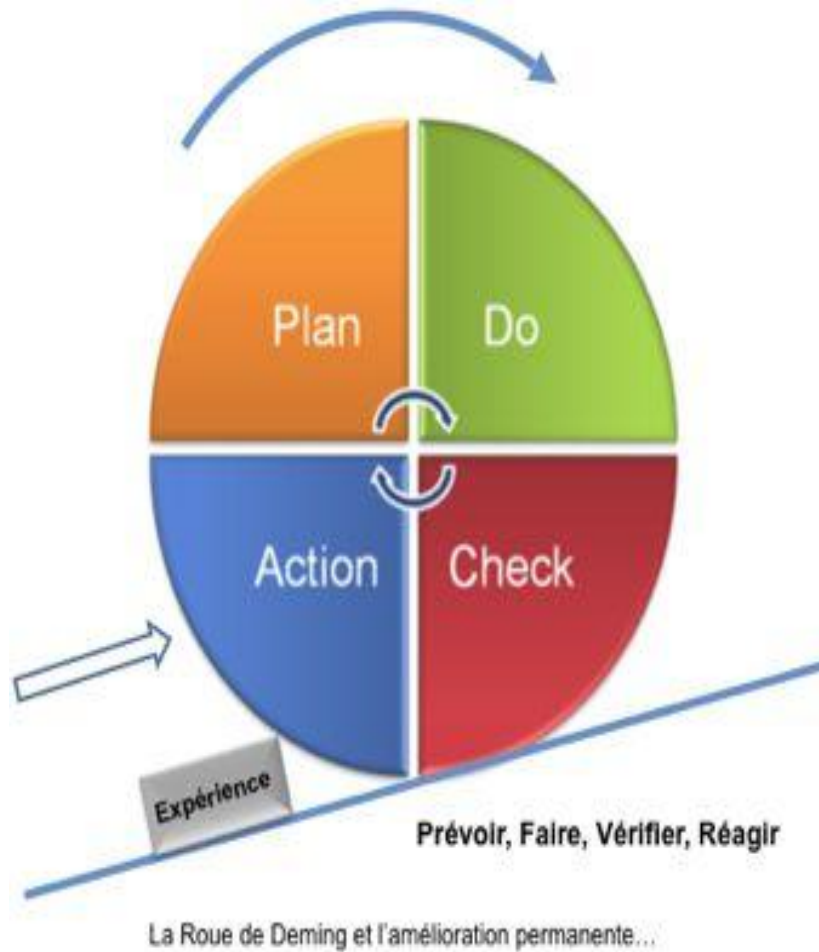 Plan
Do
Action
Check
Expérience
Prévoir, Faire, Vérifier, Réagir
La Roue de Deming et l'amélioration permanente...